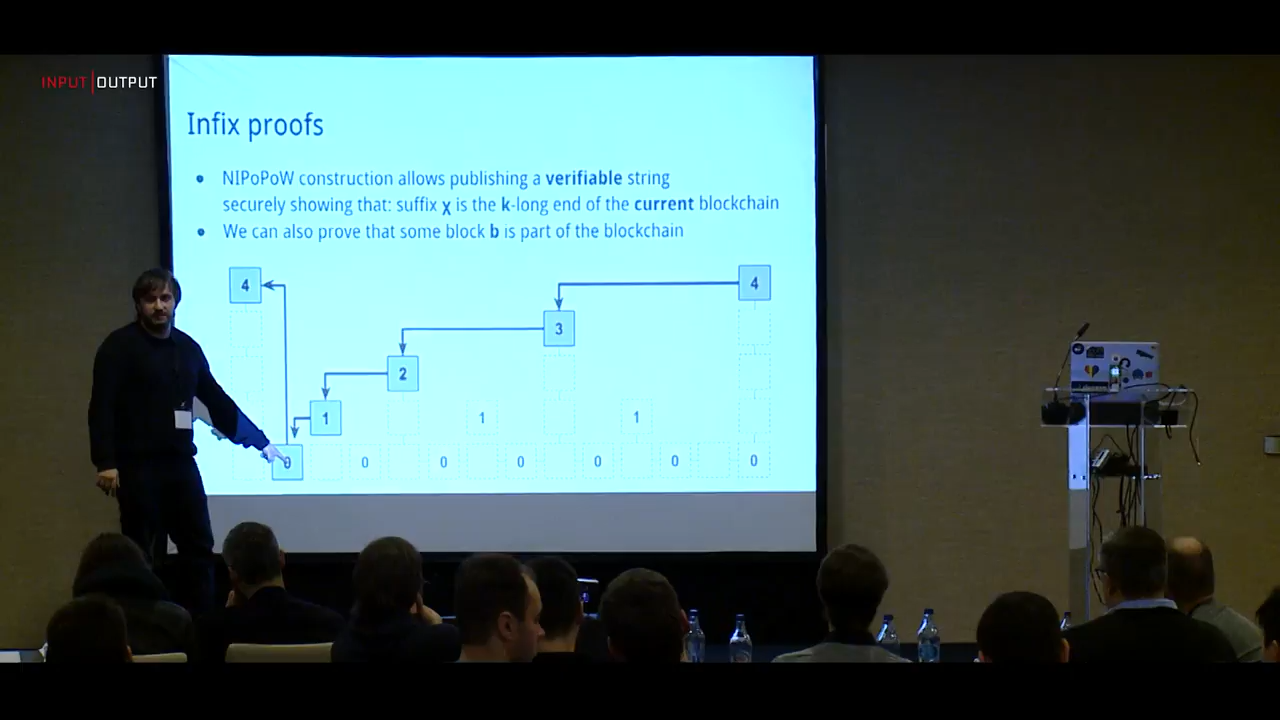 INPUT|OUTPUT
Infix proofs
• NIPoPoW construction allows publishing a verifiable string
securely showing that: suffix χ is the k-long end of the current blockchain
• We can also prove that some block b is part of the blockchain
4 4
3
2
1 1 1
0 0 0 0 0 0 0